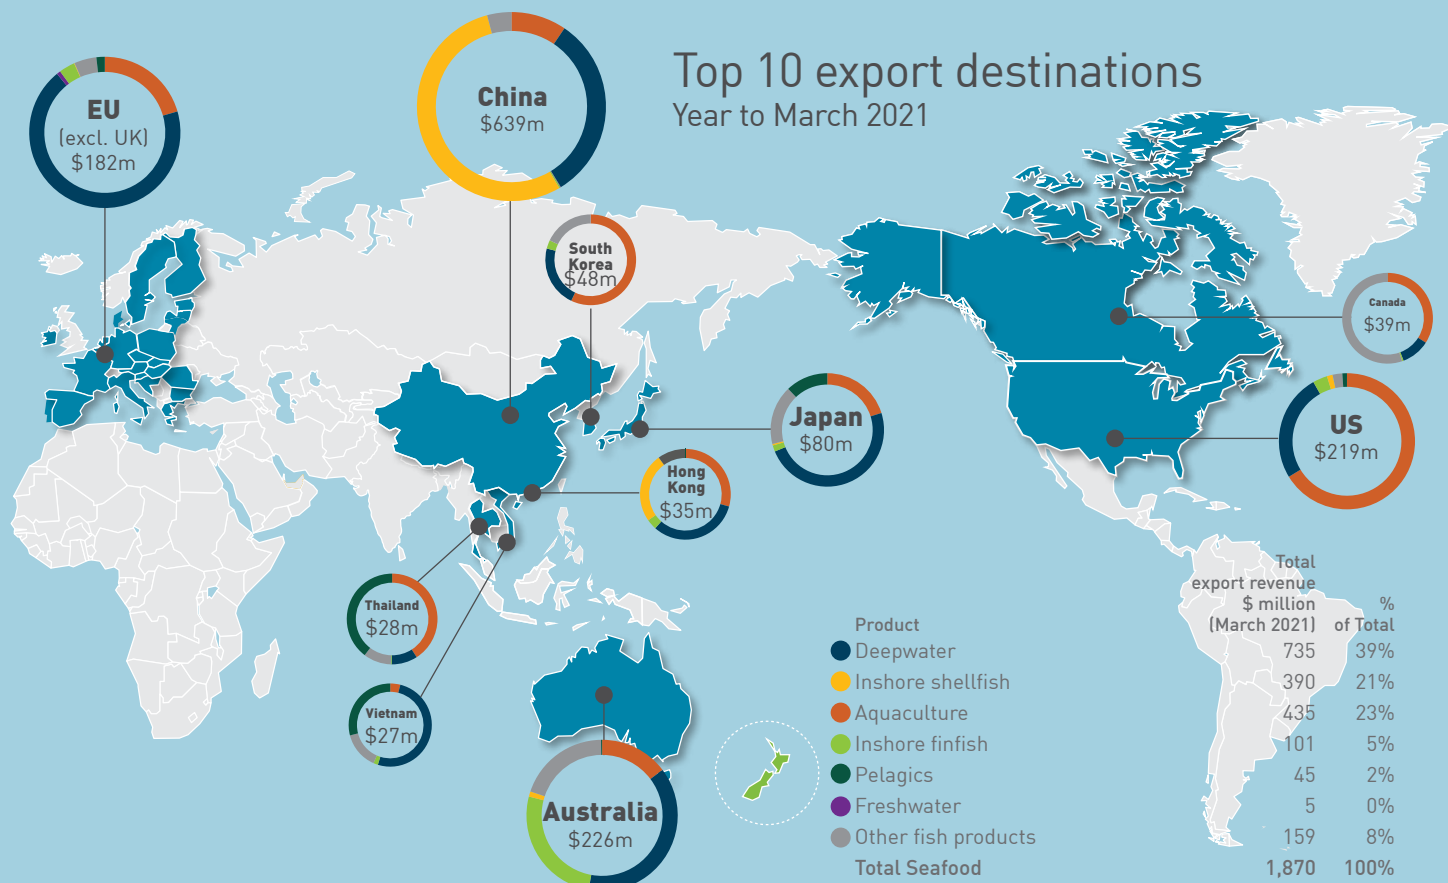 Top 10 export destinations
Year to March 2021
EU
(excl. UK)
$182m
China
$639m
South
Korea
$48m
Canada
$39m
Japan
$80m
US
$219m
Hong
Kong
$35m
Thailand
$28m
Vietnam
$27m
Australia
$226m
Total
export revenue
$ million %
Product (March 2021) of Total
Deepwater 735 39%
Inshore shellfish 390 21%
Aquaculture 435 23%
Inshore finfish 101 5%
Pelagics 45 2%
Freshwater 5 0%
Other fish products 159 8%
Total Seafood 1,870 100%